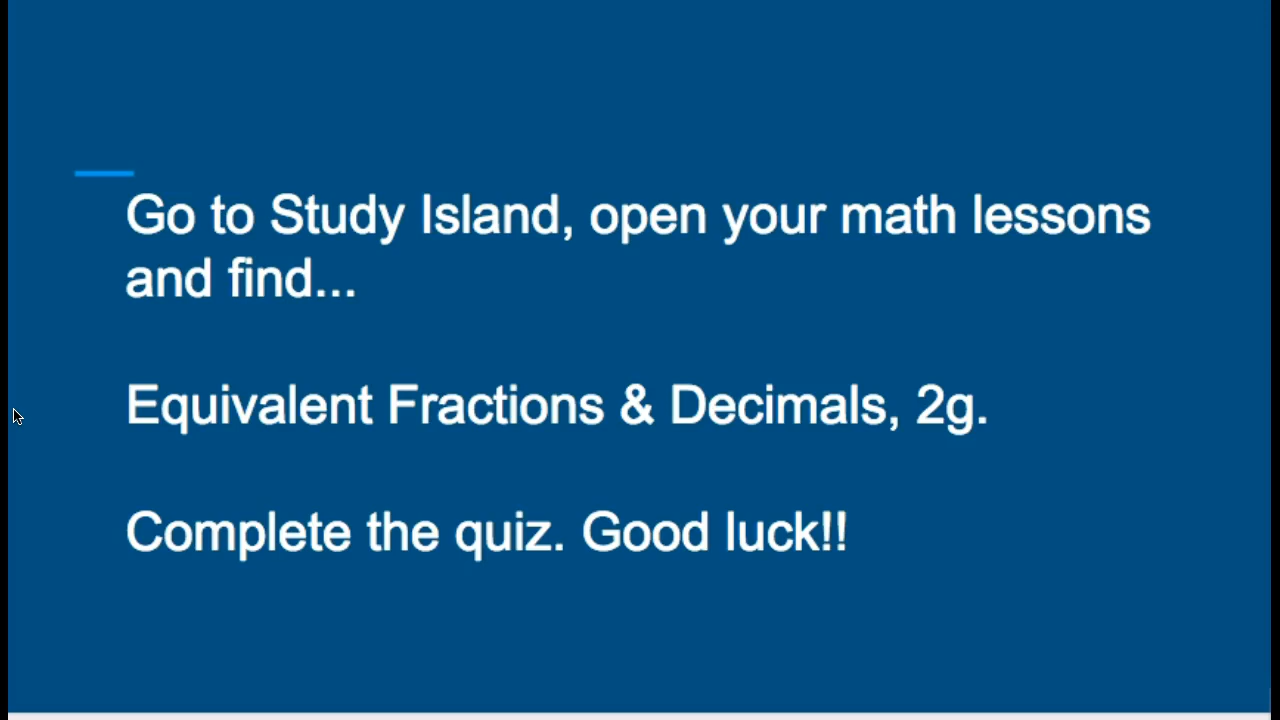 Go to Study Island, open your math lessons
and find...
Equivalent Fractions & Decimals, 2g.
Complete the quiz. Good luck!!